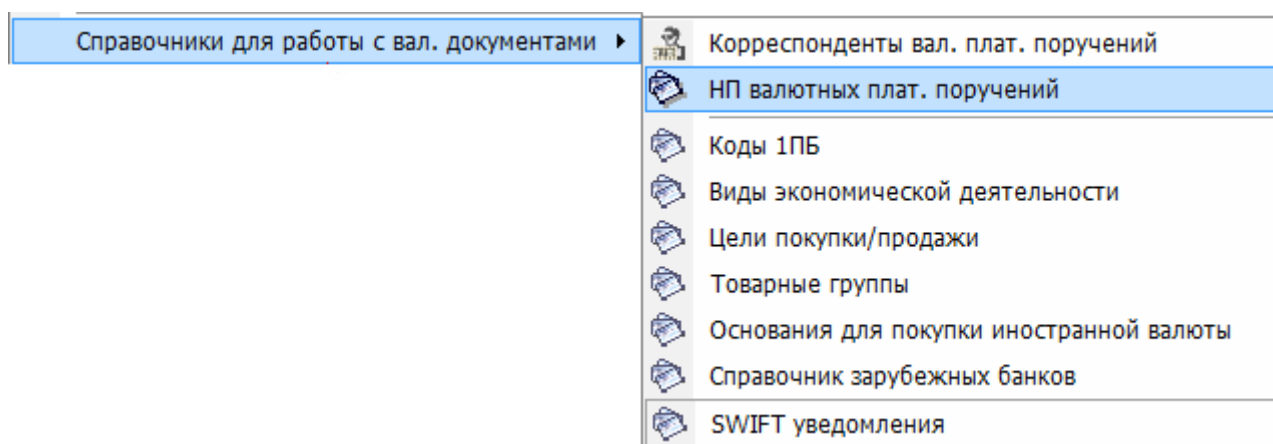 Справочники для работы с вал. документами
Корреспонденты вал. плат. поручений
НП валютных плат. поручений
Коды 1ПБ
Виды экономической деятельности
Цели покупки/продажи
Товарные группы
Основания для покупки иностранной валюты
Справочник зарубежных банков
SWIFT уведомления